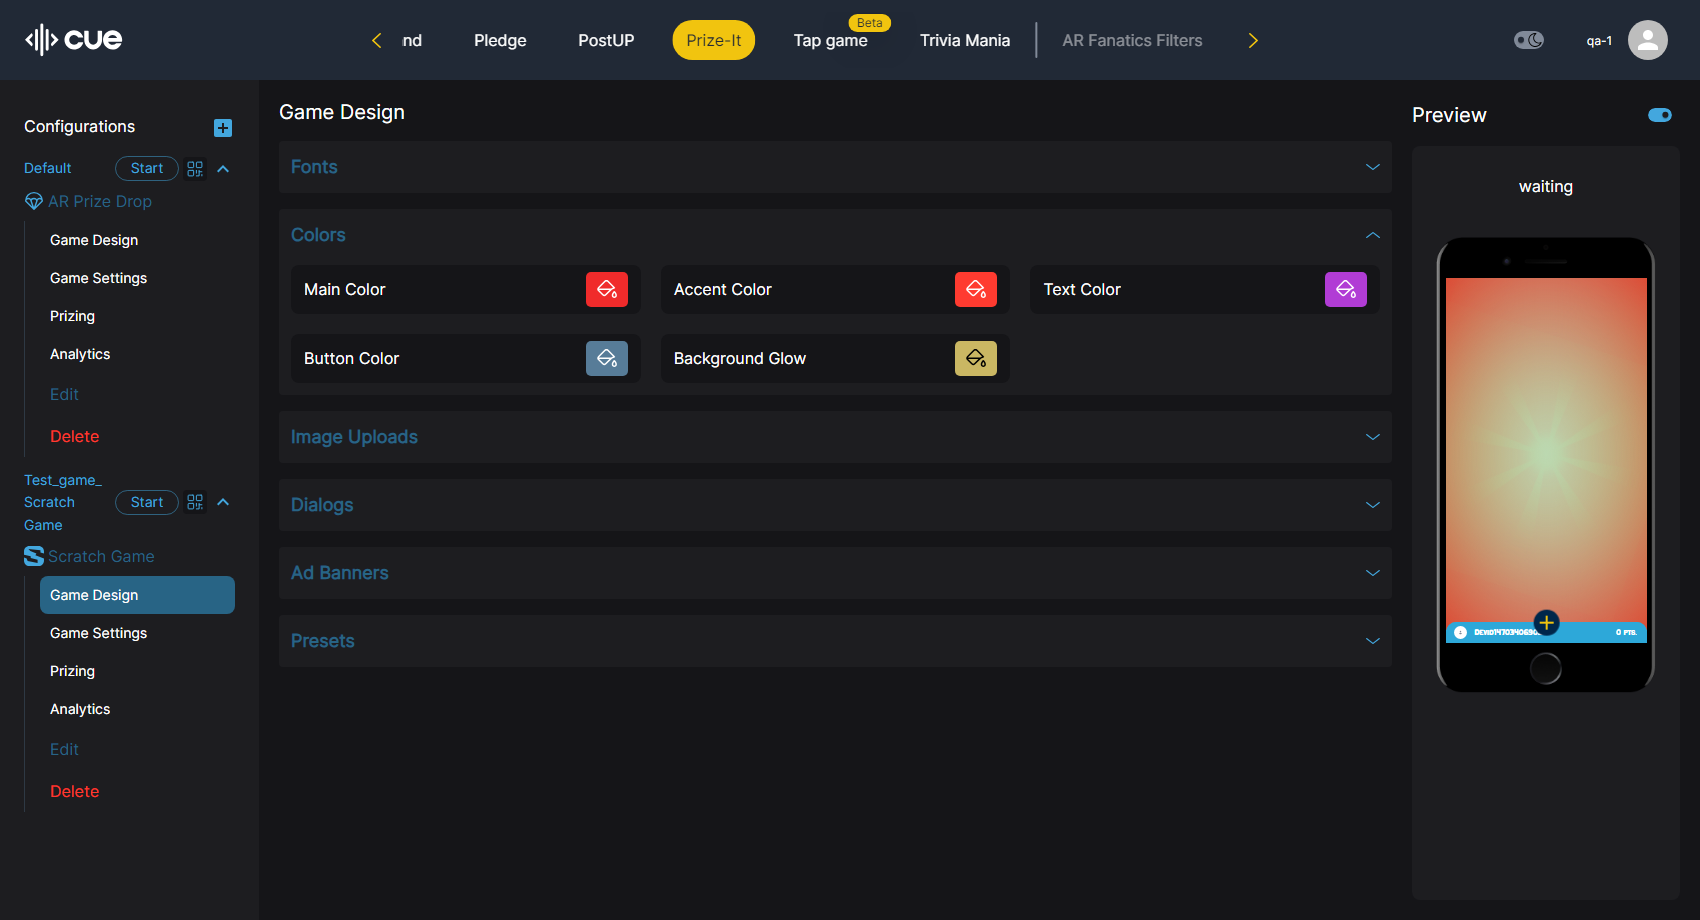 cue
nd
Pledge
PostUP
Prize-It
Tap game
Beta
Trivia Mania
AR Fanatics Filters
qa-1
Configurations
Default
Start
AR Prize Drop
Game Design
Game Settings
Prizing
Analytics
Edit
Delete
Test_game_
Scratch
Game
Start
Scratch Game
Game Design
Game Settings
Prizing
Analytics
Edit
Delete
Game Design
Fonts
Colors
Main Color
Accent Color
Text Color
Button Color
Background Glow
Image Uploads
Dialogs
Ad Banners
Presets
Preview
waiting
0 PTS.